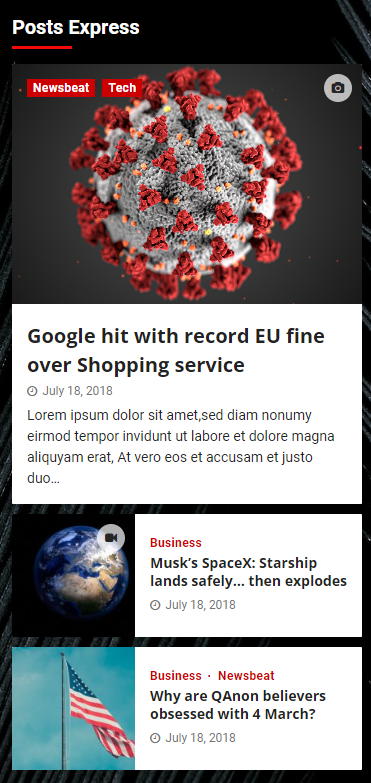 Posts Express
Newsbeat Tech
Google hit with record EU fine
over Shopping service
July 18, 2018
Lorem ipsum dolor sit amet,sed diam nonumy
eirmod tempor invidunt ut labore et dolore magna
aliquyam erat, At vero eos et accusam et justo
duo...
Business
Musk's SpaceX: Starship
lands safely... then explodes
July 18, 2018
Business · Newsbeat
Why are QAnon believers
obsessed with 4 March?
July 18, 2018